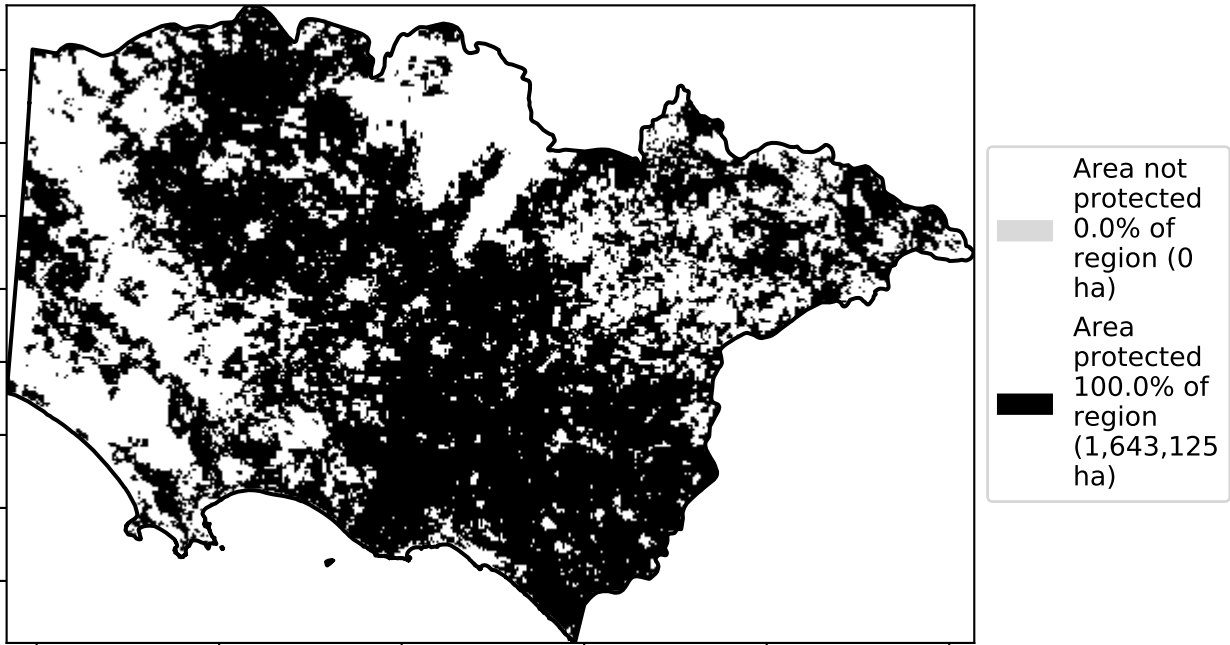 Area not
protected
0.0% of
region (0
ha)
Area
protected
100.0% of
region
(1,643,125
ha)